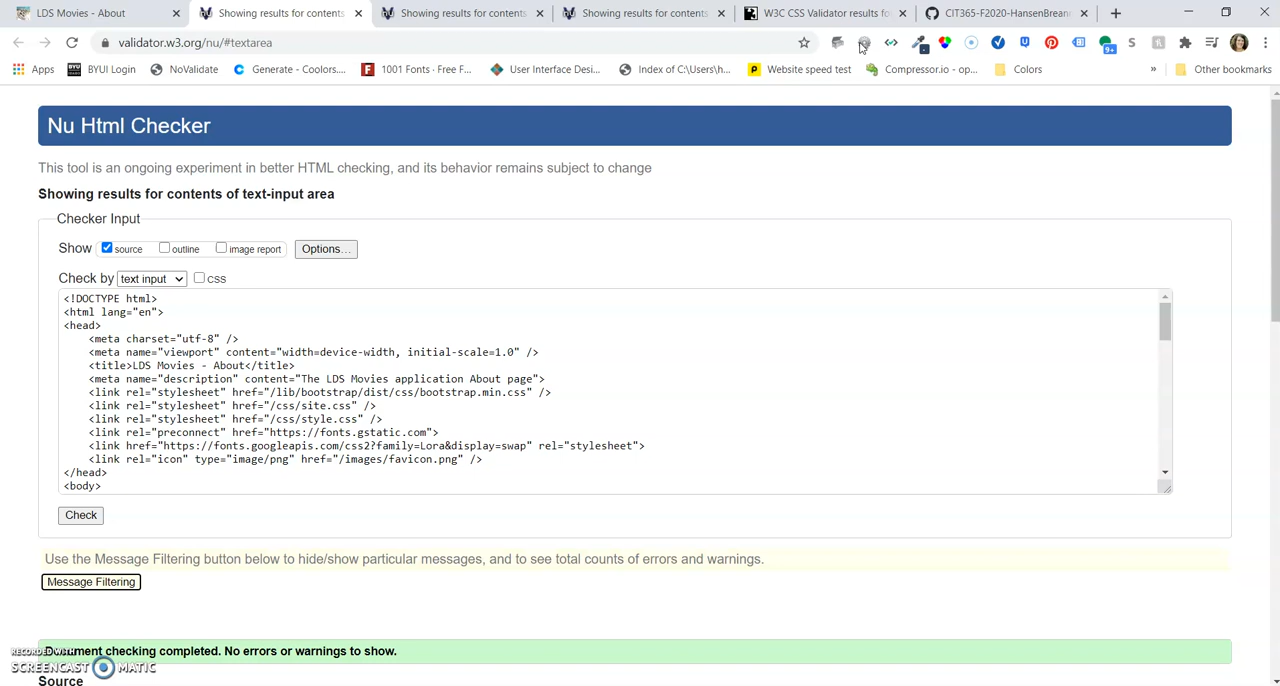 LDS Movies - About
Showing results for contents
Showing results for contents
Showing results for contents
W3C CSS Validator results fo
CIT365-F2020-HansenBreann
validator.w3.org/nu/#textarea
Apps
BYUI Login
NoValidate
Generate - Coolors....
1001 Fonts · Free F...
User Interface Desi...
Index of C:\Users\h...
Website speed test
Compressor.io - op...
Colors
»
Other bookmarks
Nu Html Checker
This tool is an ongoing experiment in better HTML checking, and its behavior remains subject to change
Showing results for contents of text-input area
Checker Input
Show source outline image report Options...
Check by text input CSS
<!DOCTYPE html>
<html lang="en">
<head>
<meta charset="utf-8" />
<meta name="viewport" content="width=device-width, initial-scale=1.0" />
<title>LDS Movies - About</title>
<meta name="description" content="The LDS Movies application About page">
<link rel="stylesheet" href="/lib/bootstrap/dist/css/bootstrap.min.css" />
<link rel="stylesheet" href="/css/site.css" />
<link rel="stylesheet" href="/css/style.css" />
<link rel="preconnect" href="https://fonts.gstatic.com">
<link href="https://fonts.googleapis.com/css2?family=Lora&display=swap" rel="stylesheet">
<link rel="icon" type="image/png" href="/images/favicon.png" />
</head>
<body>
Check
Use the Message Filtering button below to hide/show particular messages, and to see total counts of errors and warnings.
Message Filtering
Document checking completed. No errors or warnings to show.
RECORDED WITH
SCREENCAST MATIC
Source